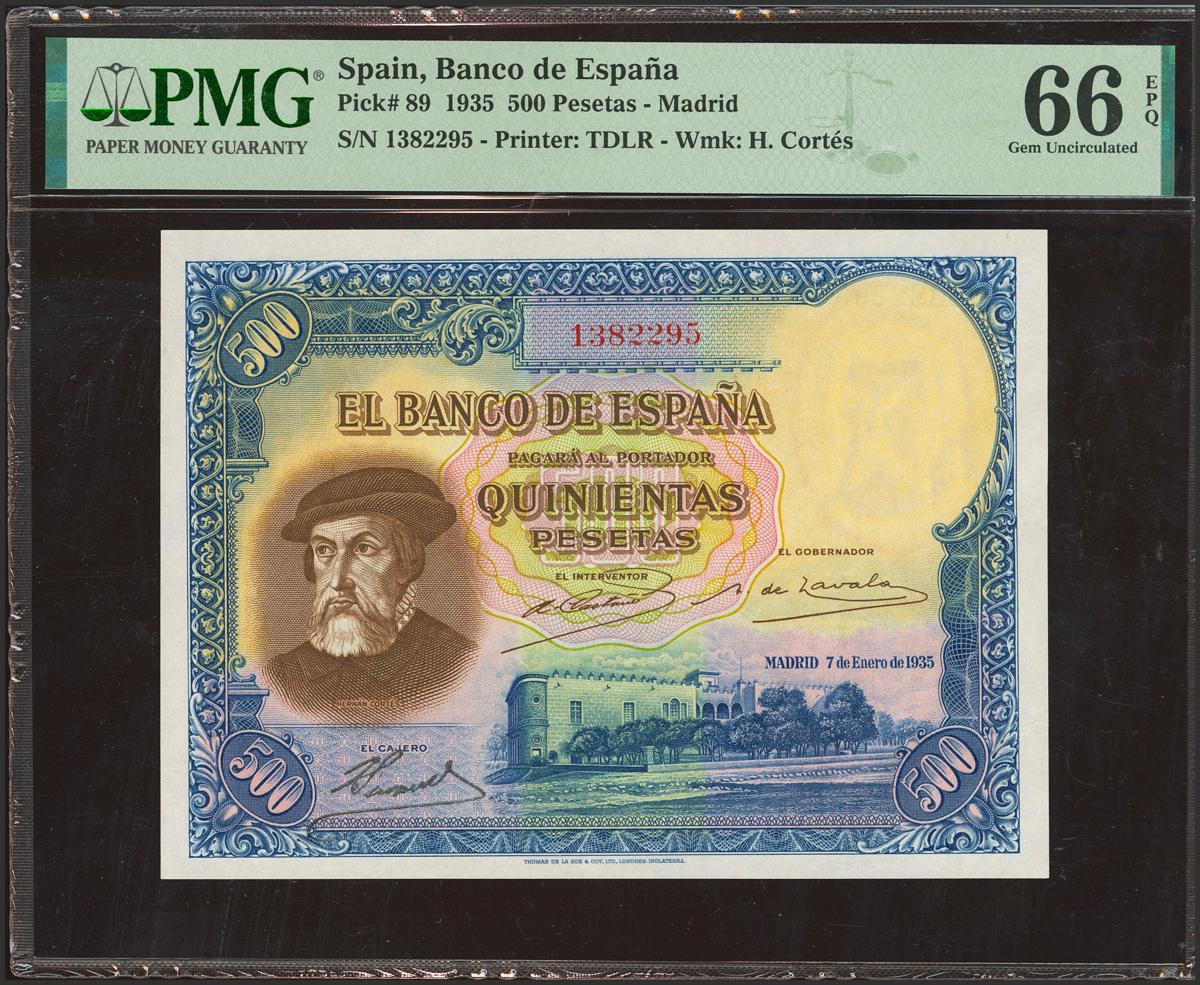 PMG®
PAPER MONEY GUARANTY
Spain, Banco de España
Pick# 89 1935 500 Pesetas - Madrid
S/N 1382295 - Printer: TDLR - Wmk: H. Cortés
66 EPQ
Gem Uncirculated
500
1382295
EL BANCO DE ESPAÑA
PAGARÁ AL PORTADOR
QUINIENTAS
PESETAS
EL INTERVENTOR
EL GOBERNADOR
de Zavala
MADRID 7 de Enero de 1935
HERNAN CORTES
EL CAJERO
500
500
THOMAS DE LA RUE & COY. LTD. LONDRES. INGLATERRA.